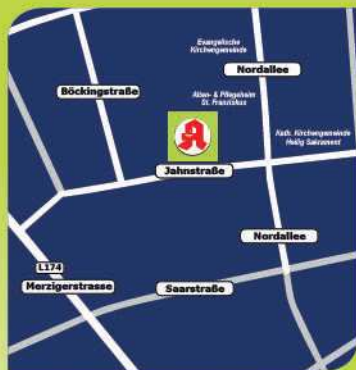 Evangelische
Kirchengemeinde
Nordallee
Böckingstraße
Alten- & Pflegeheim
St. Franziskus
Kath. Kirchengemeinde
Heilig Sakrament
Jahnstraße
Nordallee
L174
Merzigerstrasse
Saarstraße